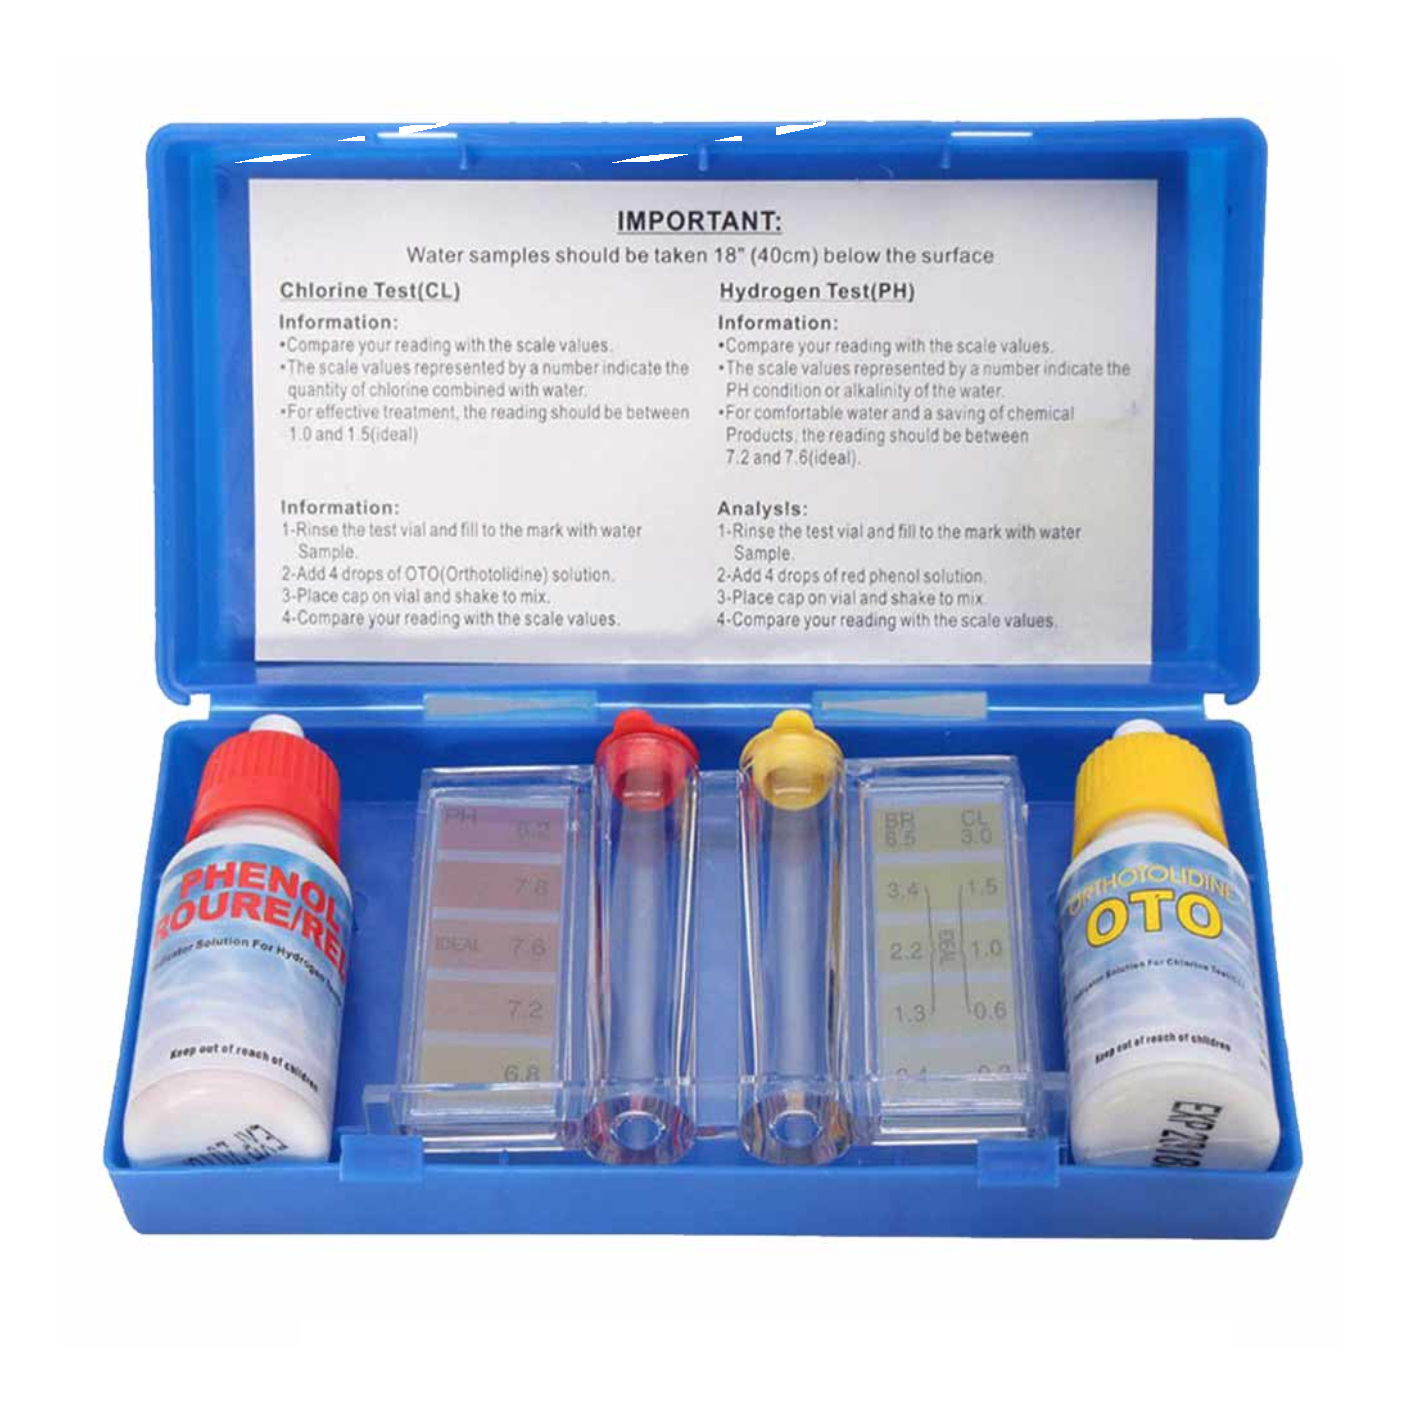 IMPORTANT:
Water samples should be taken 18" (40cm) below the surface
Chlorine Test(CL)
Information:
•Compare your reading with the scale values.
•The scale values represented by a number indicate the
quantity of chlorine combined with water.
•For effective treatment, the reading should be between
1.0 and 1.5(ideal)
Information:
1-Rinse the test vial and fill to the mark with water
Sample.
2-Add 4 drops of OTO(Orthotolidine) solution.
3-Place cap on vial and shake to mix.
4-Compare your reading with the scale values.
Hydrogen Test(PH)
Information:
•Compare your reading with the scale values.
•The scale values represented by a number indicate the
PH condition or alkalinity of the water.
•For comfortable water and a saving of chemical
Products, the reading should be between
7.2 and 7.6(ideal).
Analysis:
1-Rinse the test vial and fill to the mark with water
Sample.
2-Add 4 drops of red phenol solution.
3-Place cap on vial and shake to mix.
4-Compare your reading with the scale values.
PHENOL
ROURE/RED
Solution For Hydrogen
Keep out of reach of children
PH 8.2
7.8
IDEAL 7.6
7.2
6.8
BR CL
6.5 3.0
3.4 1.5
2.2 IDEAL 1.0
1.3 0.6
ORTHOTOLIDINE
OTO
Indicator Solution For Chlorine Test(CL)
Keep out of reach of children
EXP 2018